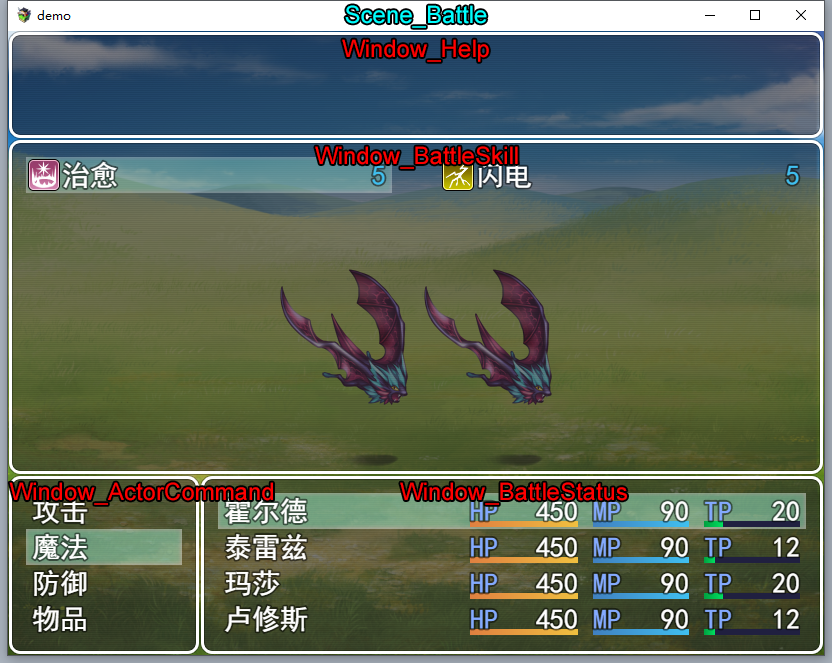 demo
Scene_Battle
Window_Help
Window_BattleSkill
治愈 5 闪电 5
Window_ActorCommand
攻击
魔法
防御
物品
Window_BattleStatus
霍尔德 HP 450 MP 90 TP 20
泰雷兹 HP 450 MP 90 TP 12
玛莎 HP 450 MP 90 TP 20
卢修斯 HP 450 MP 90 TP 12